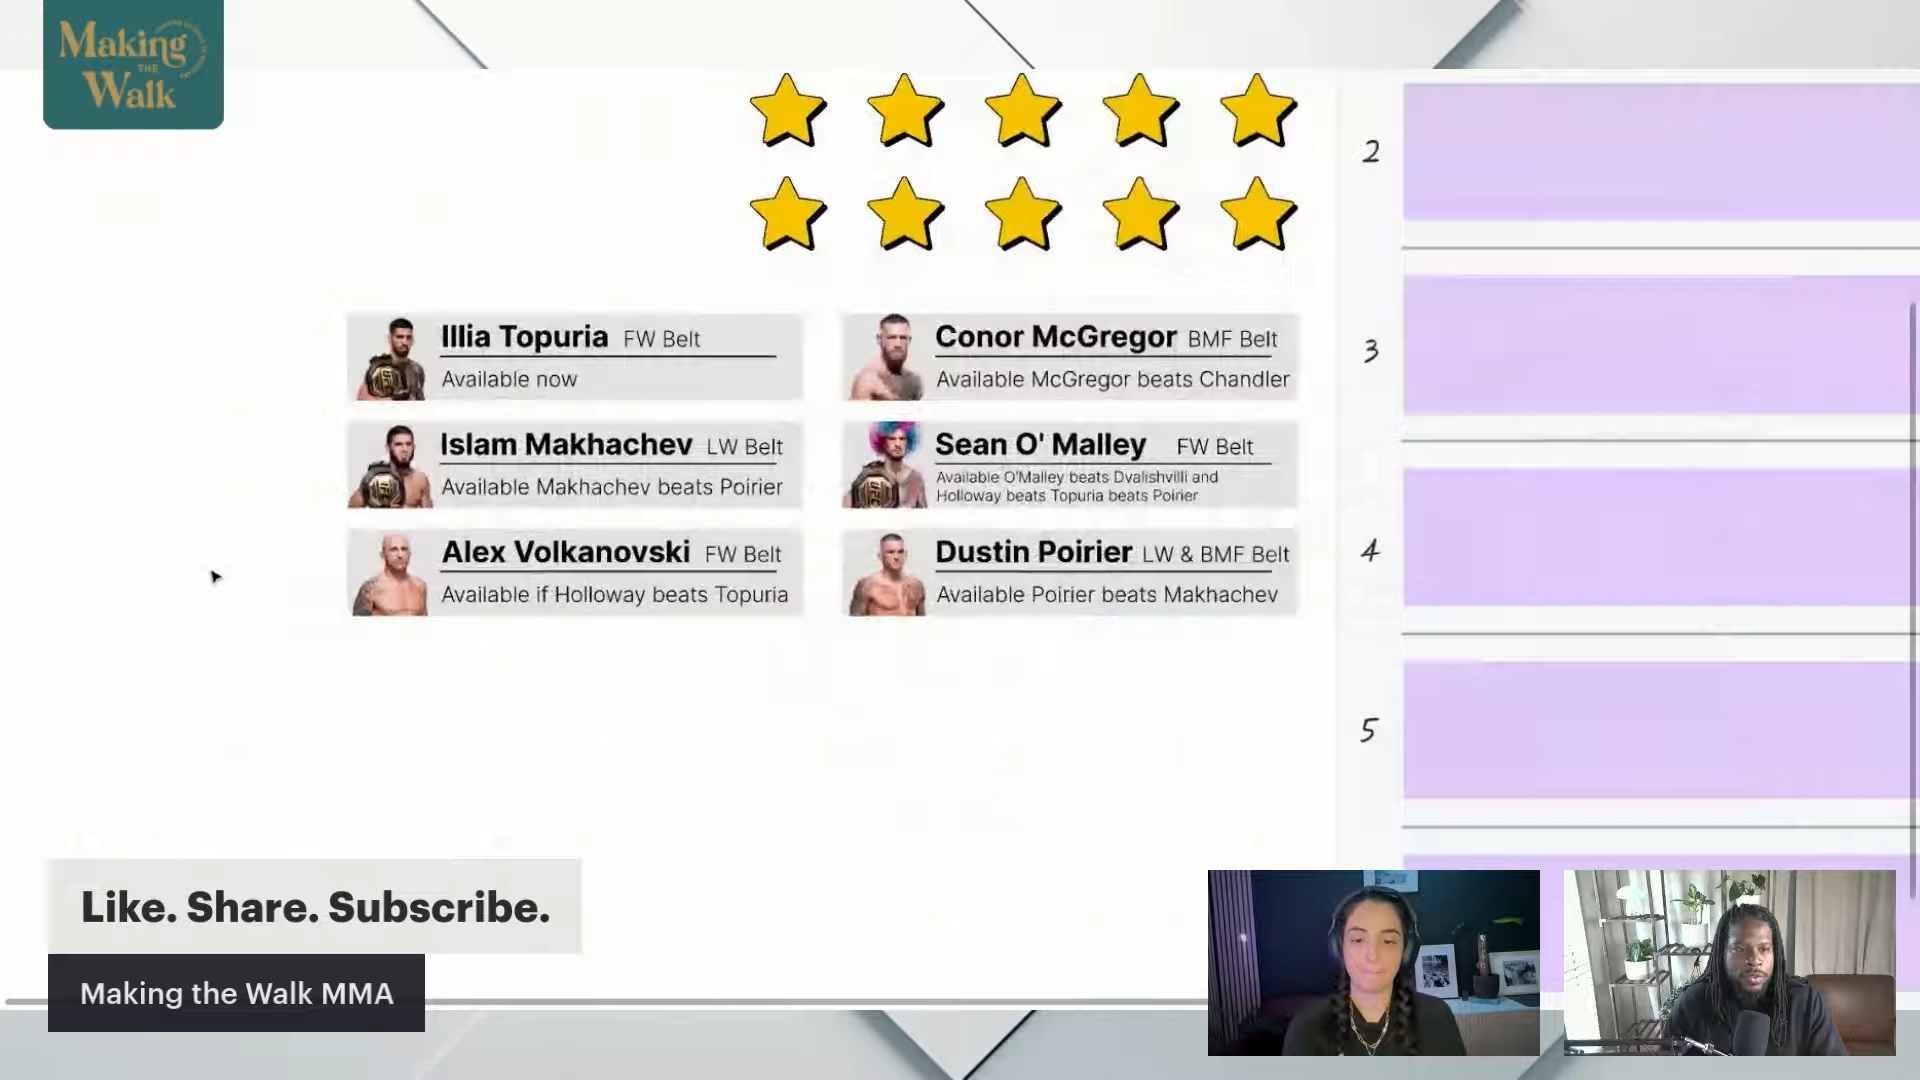 Making
THE
Walk
2
Illia Topuria FW Belt
Available now
Conor McGregor BMF Belt
Available McGregor beats Chandler
3
Islam Makhachev LW Belt
Available Makhachev beats Poirier
Sean O' Malley FW Belt
Available O'Malley beats Dvalishvilli and
Holloway beats Topuria beats Poirier
Alex Volkanovski FW Belt
Available if Holloway beats Topuria
Dustin Poirier LW & BMF Belt
Available Poirier beats Makhachev
4
5
Like. Share. Subscribe.
Making the Walk MMA